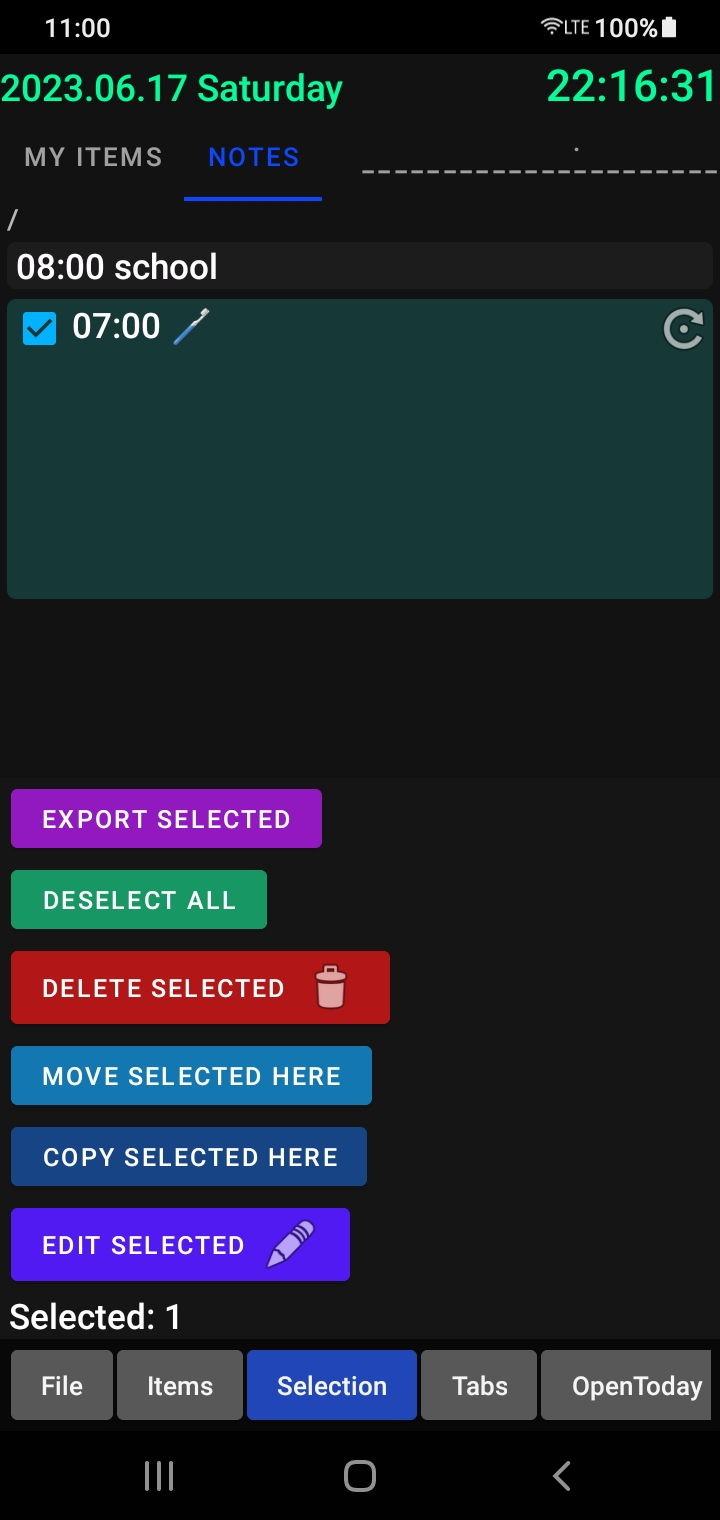 11:00 LTE 100%
2023.06.17 Saturday 22:16:31
MY ITEMS NOTES
/
08:00 school
07:00
EXPORT SELECTED
DESELECT ALL
DELETE SELECTED
MOVE SELECTED HERE
COPY SELECTED HERE
EDIT SELECTED
Selected: 1
File Items Selection Tabs OpenToday